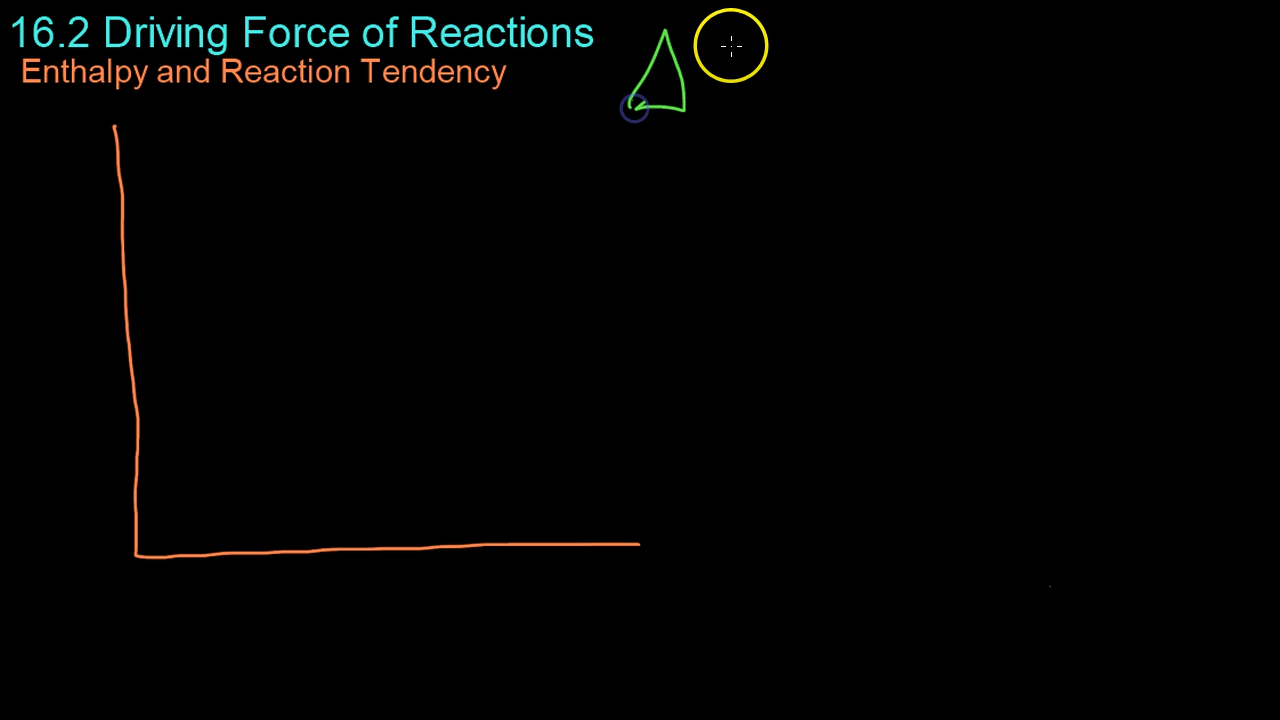 16.2 Driving Force of Reactions
Enthalpy and Reaction Tendency
Δ